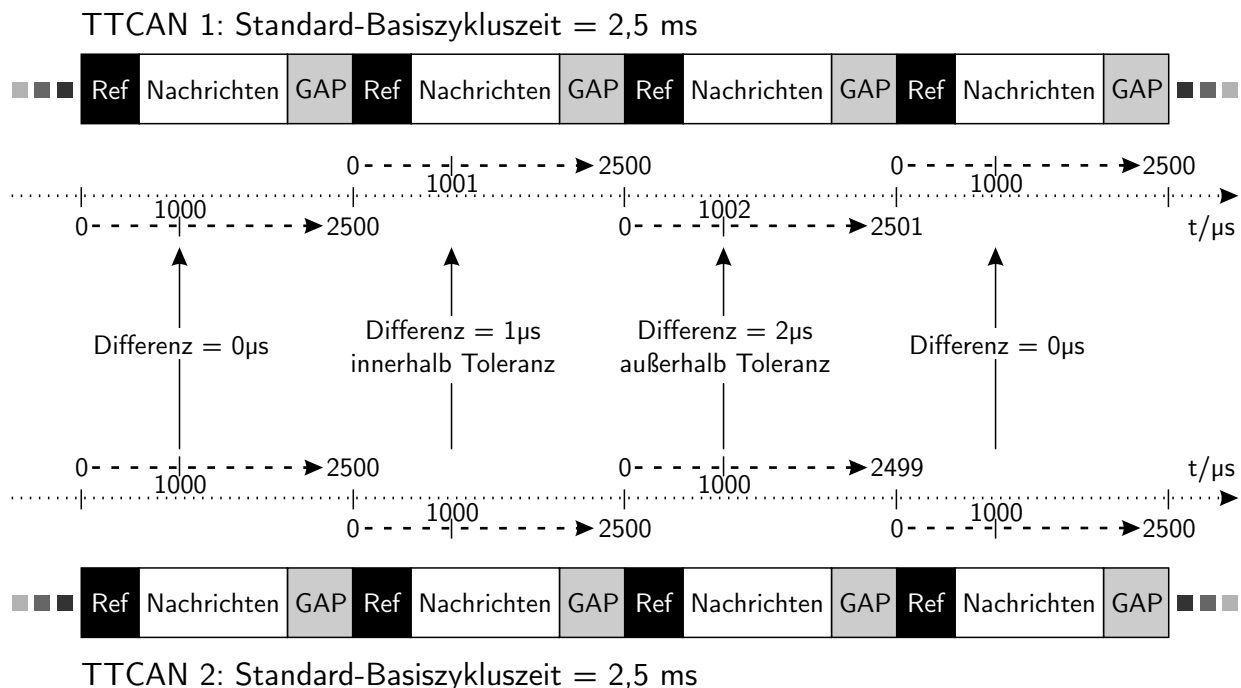 TTCAN 1: Standard-Basiszykluszeit = 2,5 ms
Ref Nachrichten GAP Ref Nachrichten GAP Ref Nachrichten GAP Ref Nachrichten GAP
0 2500 0 2500
1001 1000
1000 1002
0 2500 0 2501 t/µs
Differenz = 0µs
Differenz = 1µs
innerhalb Toleranz
Differenz = 2µs
außerhalb Toleranz
Differenz = 0µs
0 2500 0 2499 t/µs
1000 1000
1000 1000
0 2500 0 2500
Ref Nachrichten GAP Ref Nachrichten GAP Ref Nachrichten GAP Ref Nachrichten GAP
TTCAN 2: Standard-Basiszykluszeit = 2,5 ms